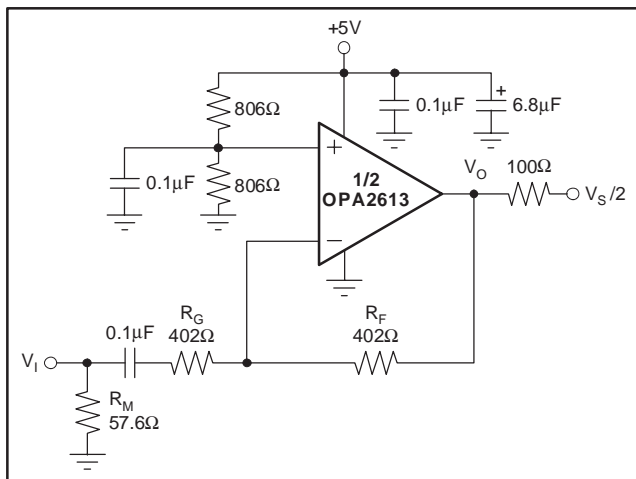 +5V
806Ω
0.1μF
+
6.8μF
+
1/2
OPA2613
−
0.1μF
806Ω
V_O
100Ω
V_S/2
R_G
402Ω
R_F
402Ω
0.1μF
V_I
R_M
57.6Ω